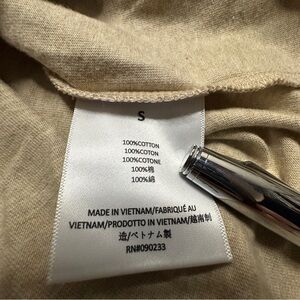 S
100%COTTON
100%COTON
100%COTONE
100%棉
100%綿
MADE IN VIETNAM/FABRIQUÉ AU
VIETNAM/PRODOTTO IN VIETNAM/越南制
造/ベトナム製
RN#090233